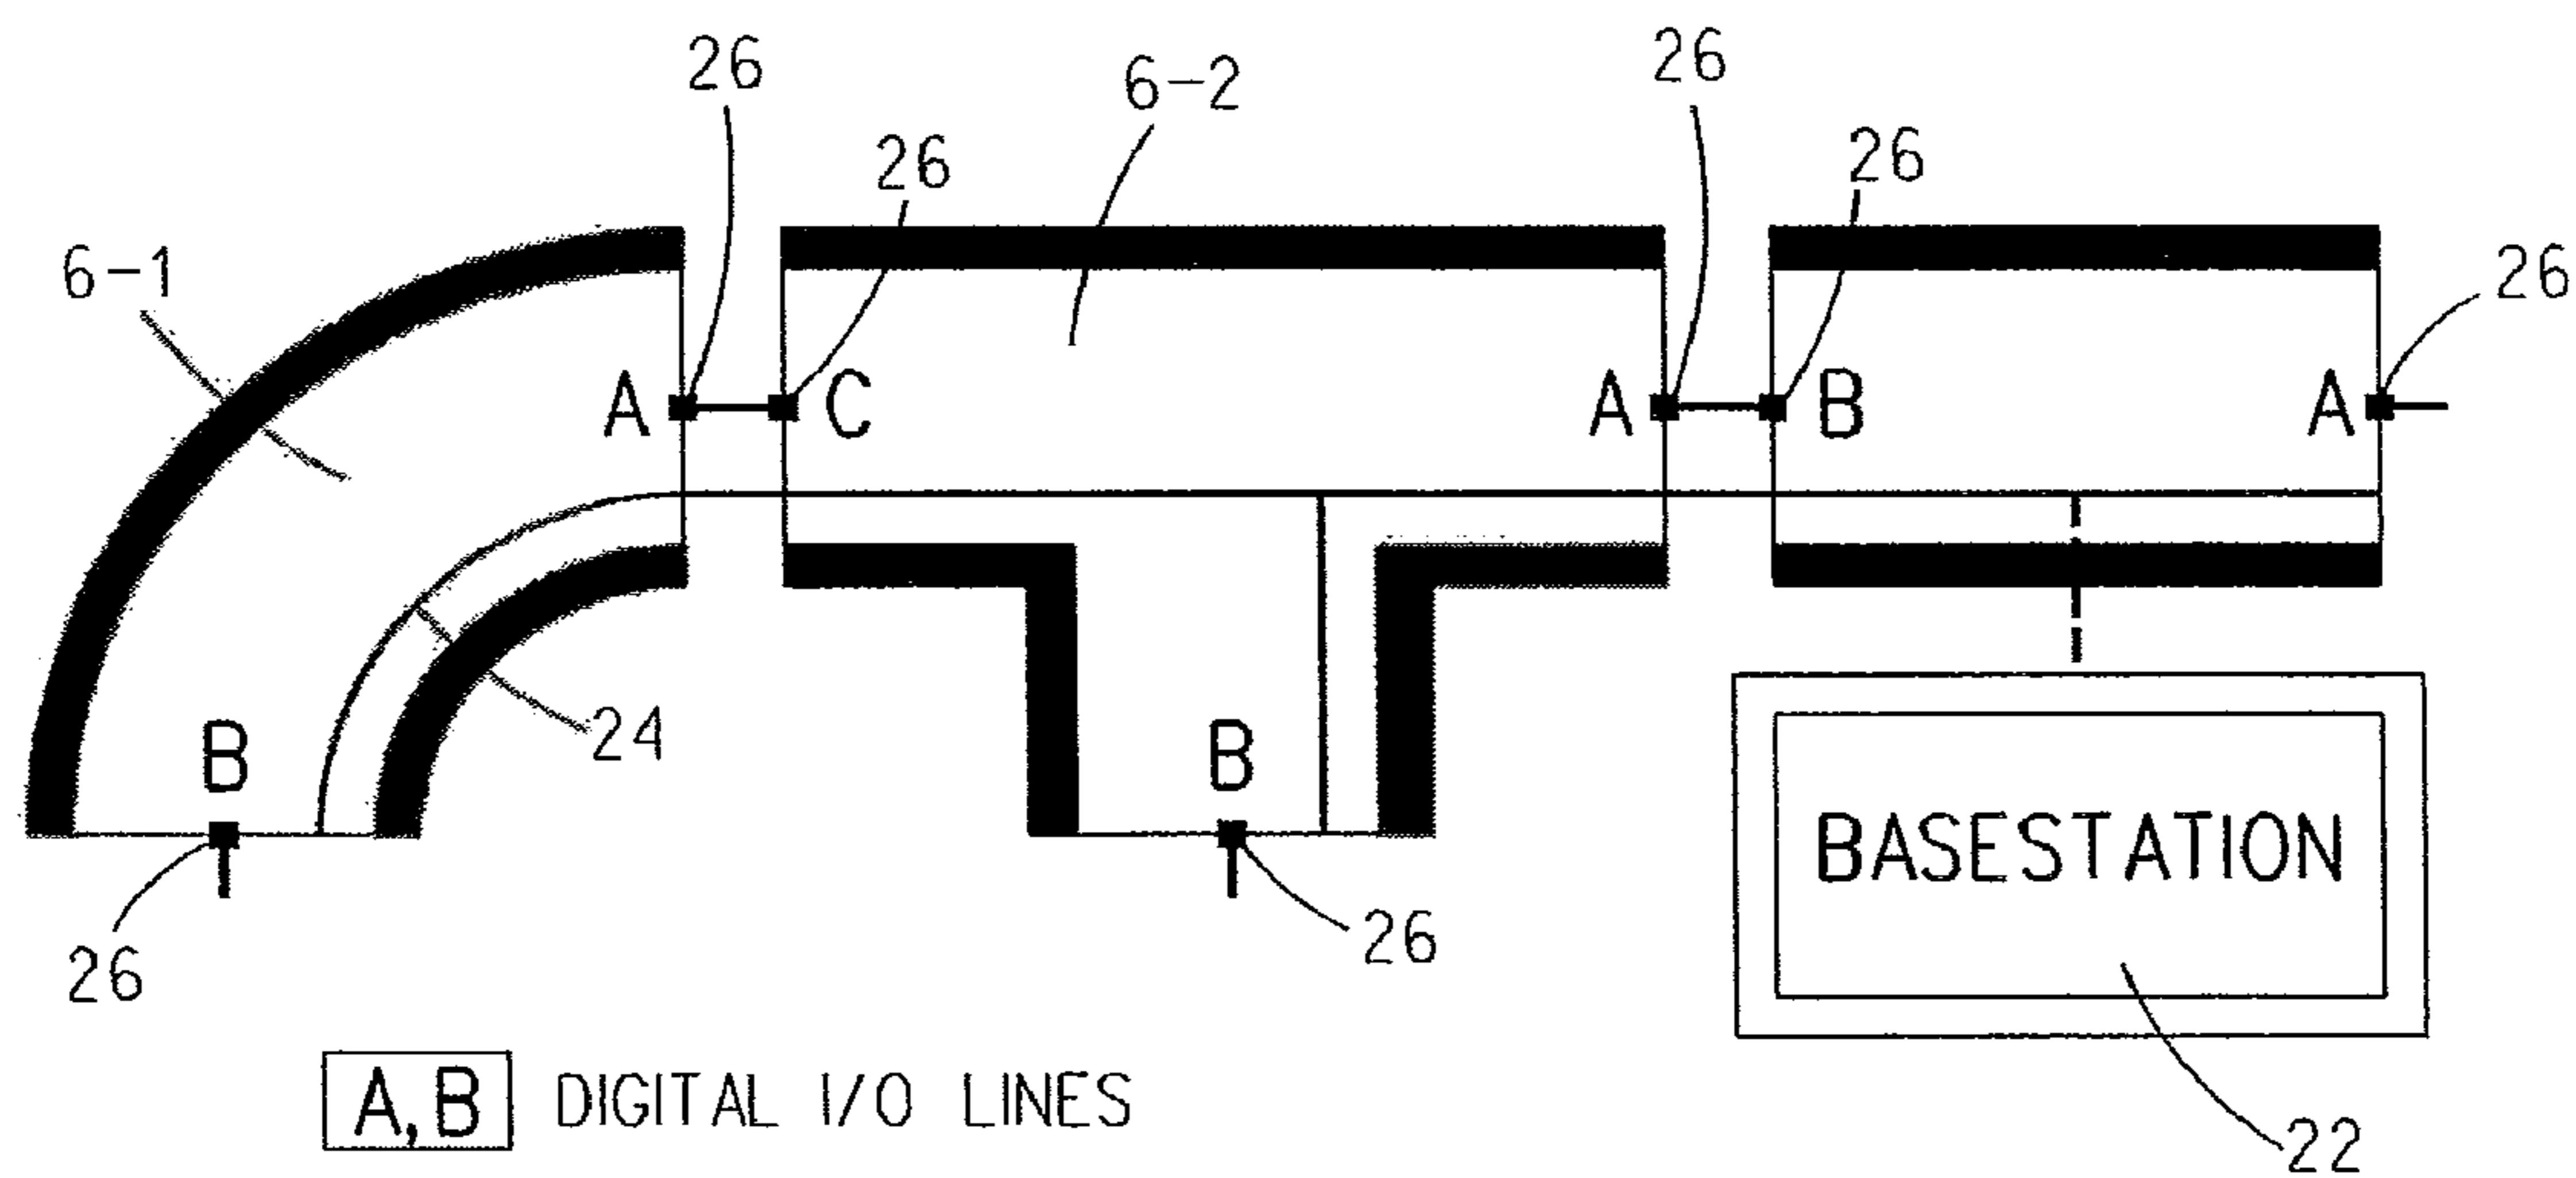 26
26
6-2
26
26
6-1
26
A
C
A
B
A
24
B
B
BASESTATION
26
26
A,B DIGITAL I/O LINES
22